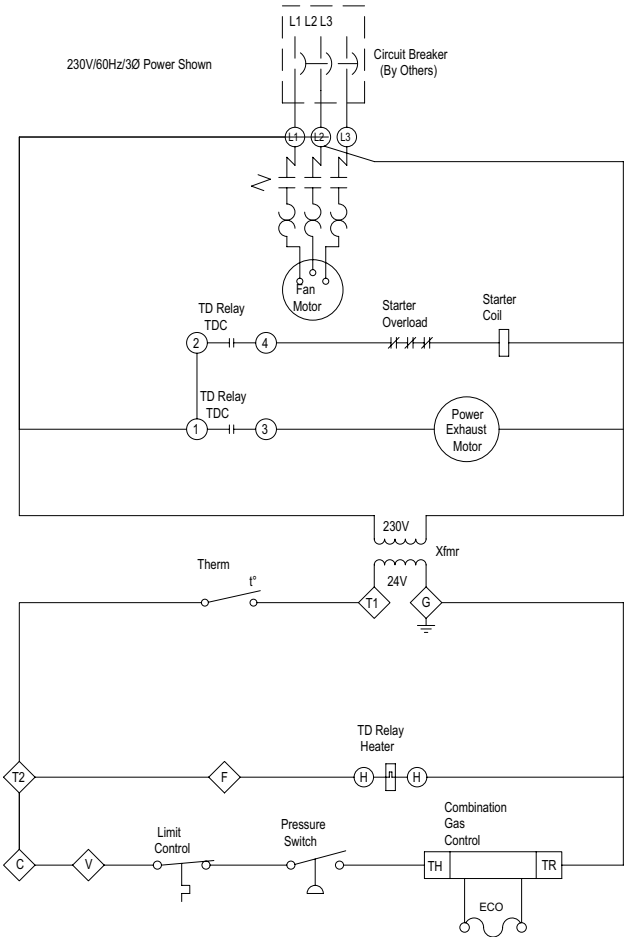 L1 L2 L3
230V/60Hz/3Ø Power Shown
Circuit Breaker
(By Others)
L1
L2
L3
Fan
Motor
TD Relay
TDC
Starter
Overload
Starter
Coil
2
4
TD Relay
TDC
1
3
Power
Exhaust
Motor
230V
Xfmr
24V
Therm
t°
T1
G
TD Relay
Heater
T2
F
H
H
Combination
Gas
Control
Pressure
Switch
Limit
Control
C
V
TH
TR
ECO